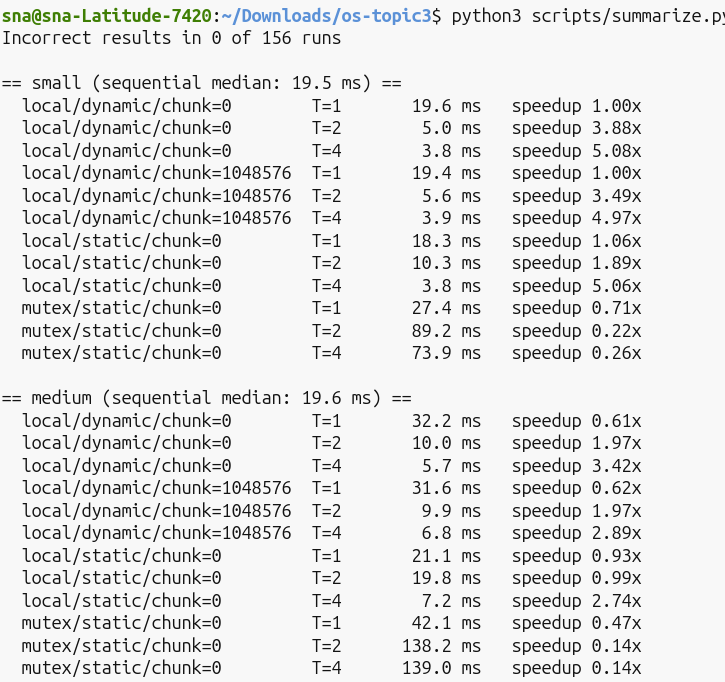 sna@sna-Latitude-7420:~/Downloads/os-topic3$ python3 scripts/summarize.py
Incorrect results in 0 of 156 runs

== small (sequential median: 19.5 ms) ==
  local/dynamic/chunk=0        T=1       19.6 ms   speedup 1.00x
  local/dynamic/chunk=0        T=2        5.0 ms   speedup 3.88x
  local/dynamic/chunk=0        T=4        3.8 ms   speedup 5.08x
  local/dynamic/chunk=1048576  T=1       19.4 ms   speedup 1.00x
  local/dynamic/chunk=1048576  T=2        5.6 ms   speedup 3.49x
  local/dynamic/chunk=1048576  T=4        3.9 ms   speedup 4.97x
  local/static/chunk=0         T=1       18.3 ms   speedup 1.06x
  local/static/chunk=0         T=2       10.3 ms   speedup 1.89x
  local/static/chunk=0         T=4        3.8 ms   speedup 5.06x
  mutex/static/chunk=0         T=1       27.4 ms   speedup 0.71x
  mutex/static/chunk=0         T=2       89.2 ms   speedup 0.22x
  mutex/static/chunk=0         T=4       73.9 ms   speedup 0.26x

== medium (sequential median: 19.6 ms) ==
  local/dynamic/chunk=0        T=1       32.2 ms   speedup 0.61x
  local/dynamic/chunk=0        T=2       10.0 ms   speedup 1.97x
  local/dynamic/chunk=0        T=4        5.7 ms   speedup 3.42x
  local/dynamic/chunk=1048576  T=1       31.6 ms   speedup 0.62x
  local/dynamic/chunk=1048576  T=2        9.9 ms   speedup 1.97x
  local/dynamic/chunk=1048576  T=4        6.8 ms   speedup 2.89x
  local/static/chunk=0         T=1       21.1 ms   speedup 0.93x
  local/static/chunk=0         T=2       19.8 ms   speedup 0.99x
  local/static/chunk=0         T=4        7.2 ms   speedup 2.74x
  mutex/static/chunk=0         T=1       42.1 ms   speedup 0.47x
  mutex/static/chunk=0         T=2      138.2 ms   speedup 0.14x
  mutex/static/chunk=0         T=4      139.0 ms   speedup 0.14x